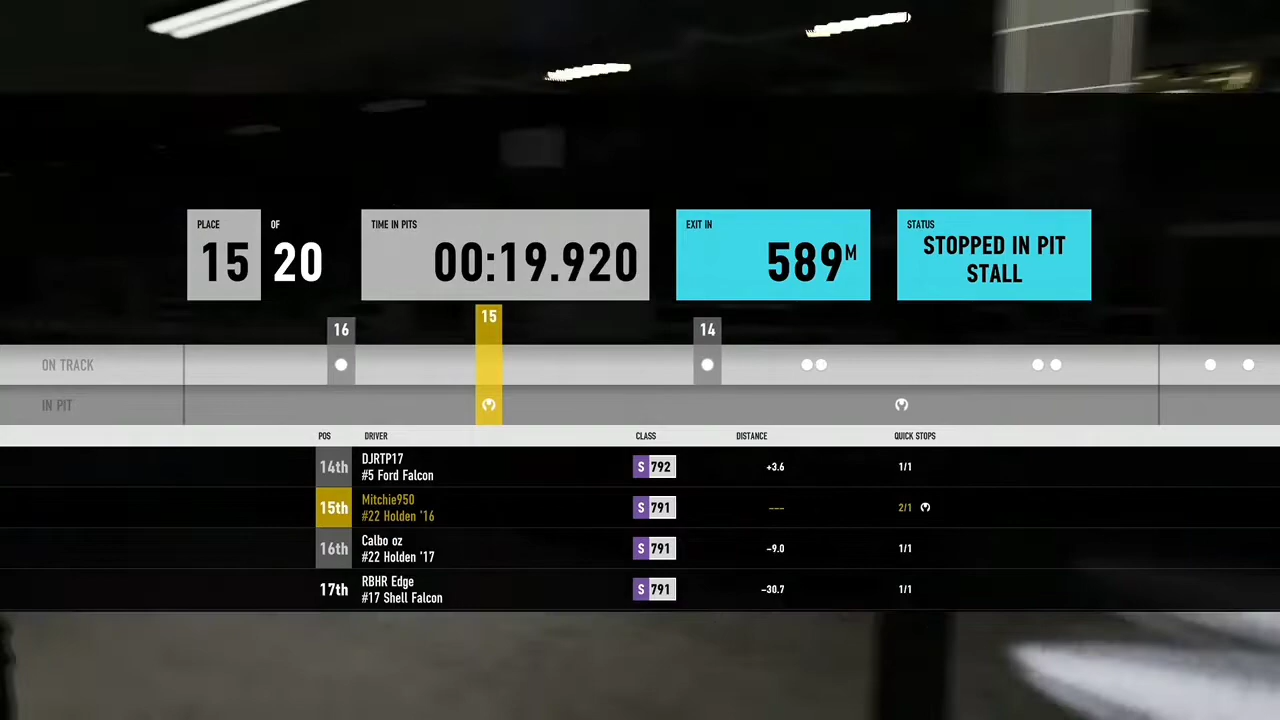 PLACE
15
OF
20
TIME IN PITS
00:19.920
EXIT IN
589M
STATUS
STOPPED IN PIT
STALL
16
15
14
ON TRACK
IN PIT
POS DRIVER CLASS DISTANCE QUICK STOPS
14th DJRTP17 S 792 +3.6 1/1
#5 Ford Falcon
15th Mitchie950 S 791 --- 2/1
#22 Holden '16
16th Calbo oz S 791 -9.0 1/1
#22 Holden '17
17th RBHR Edge S 791 -30.7 1/1
#17 Shell Falcon